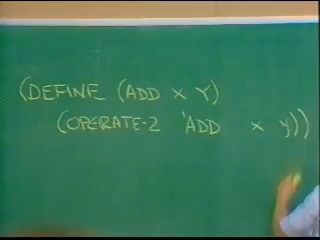 (DEFINE (ADD X Y)
(OPERATE-2 'ADD X y))